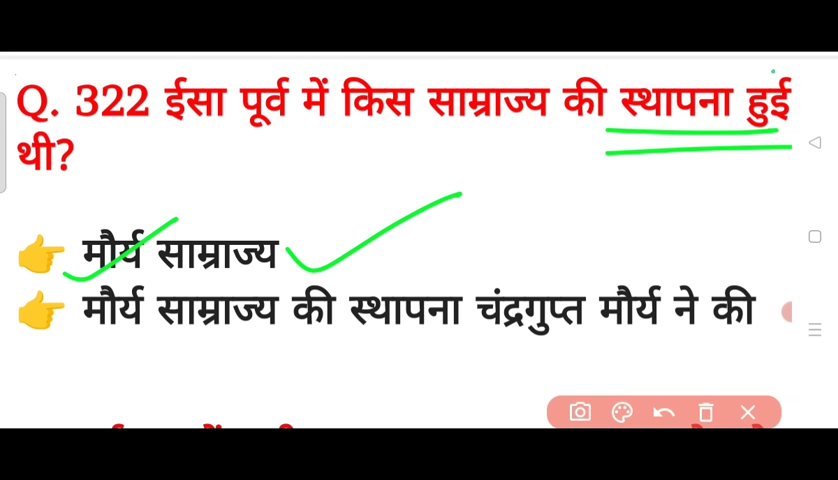 Q. 322 ईसा पूर्व में किस साम्राज्य की स्थापना हुई
थी?
👉 मौर्य साम्राज्य
👉 मौर्य साम्राज्य की स्थापना चंद्रगुप्त मौर्य ने की